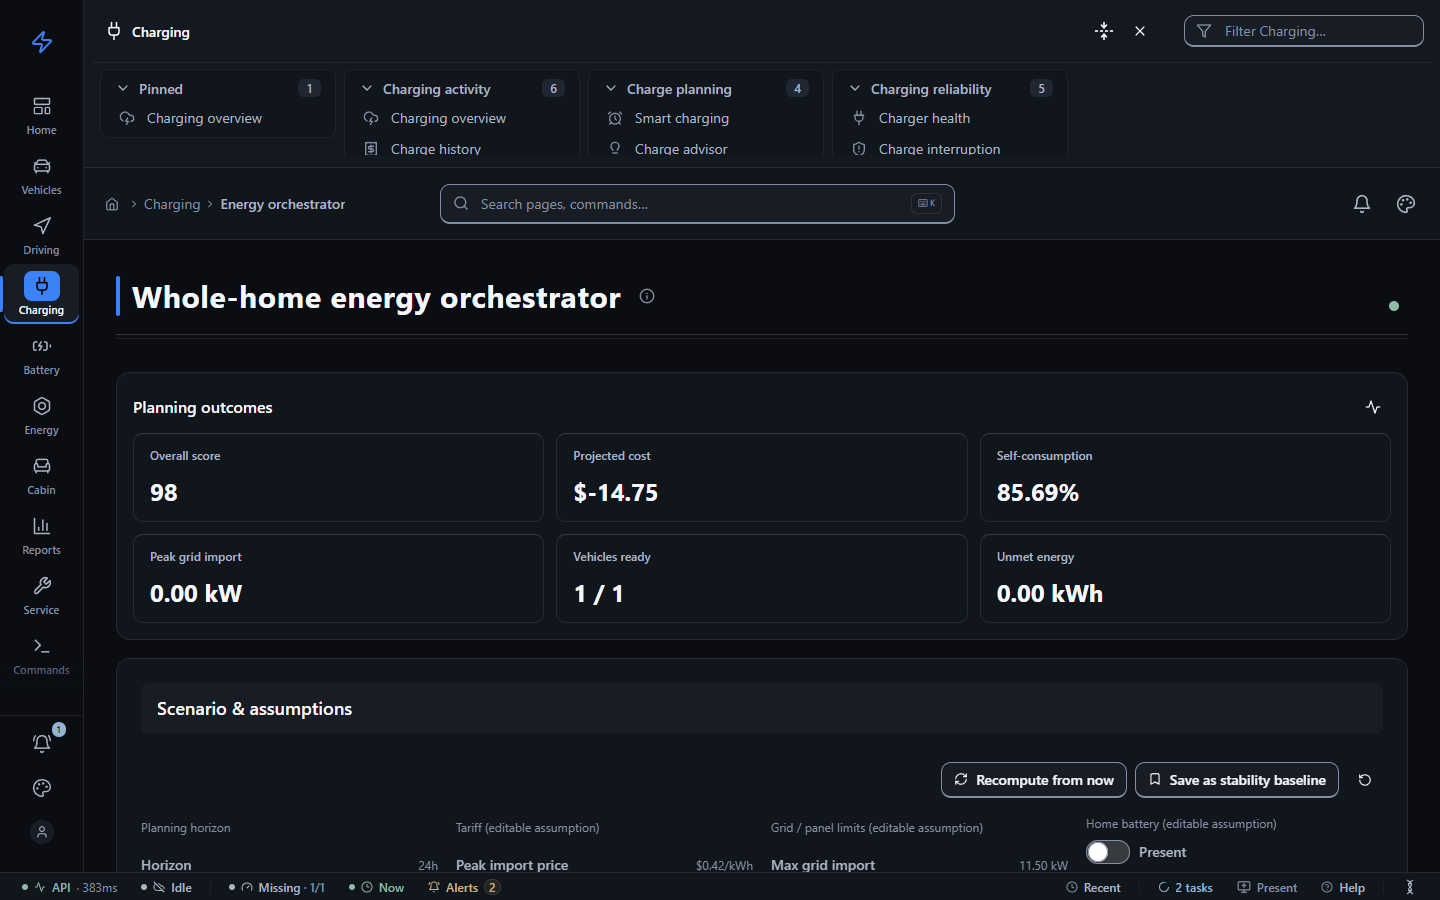 Charging
Filter Charging...
Pinned 1
Charging overview
Charging activity 6
Charging overview
Charge history
Charge planning 4
Smart charging
Charge advisor
Charging reliability 5
Charger health
Charge interruption
Home
Vehicles
Driving
Charging
Battery
Energy
Cabin
Reports
Service
Commands
1
Charging > Energy orchestrator
Search pages, commands...
K
Whole-home energy orchestrator
Planning outcomes
Overall score
98
Projected cost
$-14.75
Self-consumption
85.69%
Peak grid import
0.00 kW
Vehicles ready
1 / 1
Unmet energy
0.00 kWh
Scenario & assumptions
Recompute from now
Save as stability baseline
Planning horizon
Horizon 24h
Tariff (editable assumption)
Peak import price $0.42/kWh
Grid / panel limits (editable assumption)
Max grid import 11.50 kW
Home battery (editable assumption)
Present
API · 383ms
Idle
Missing · 1/1
Now
Alerts 2
Recent
2 tasks
Present
Help